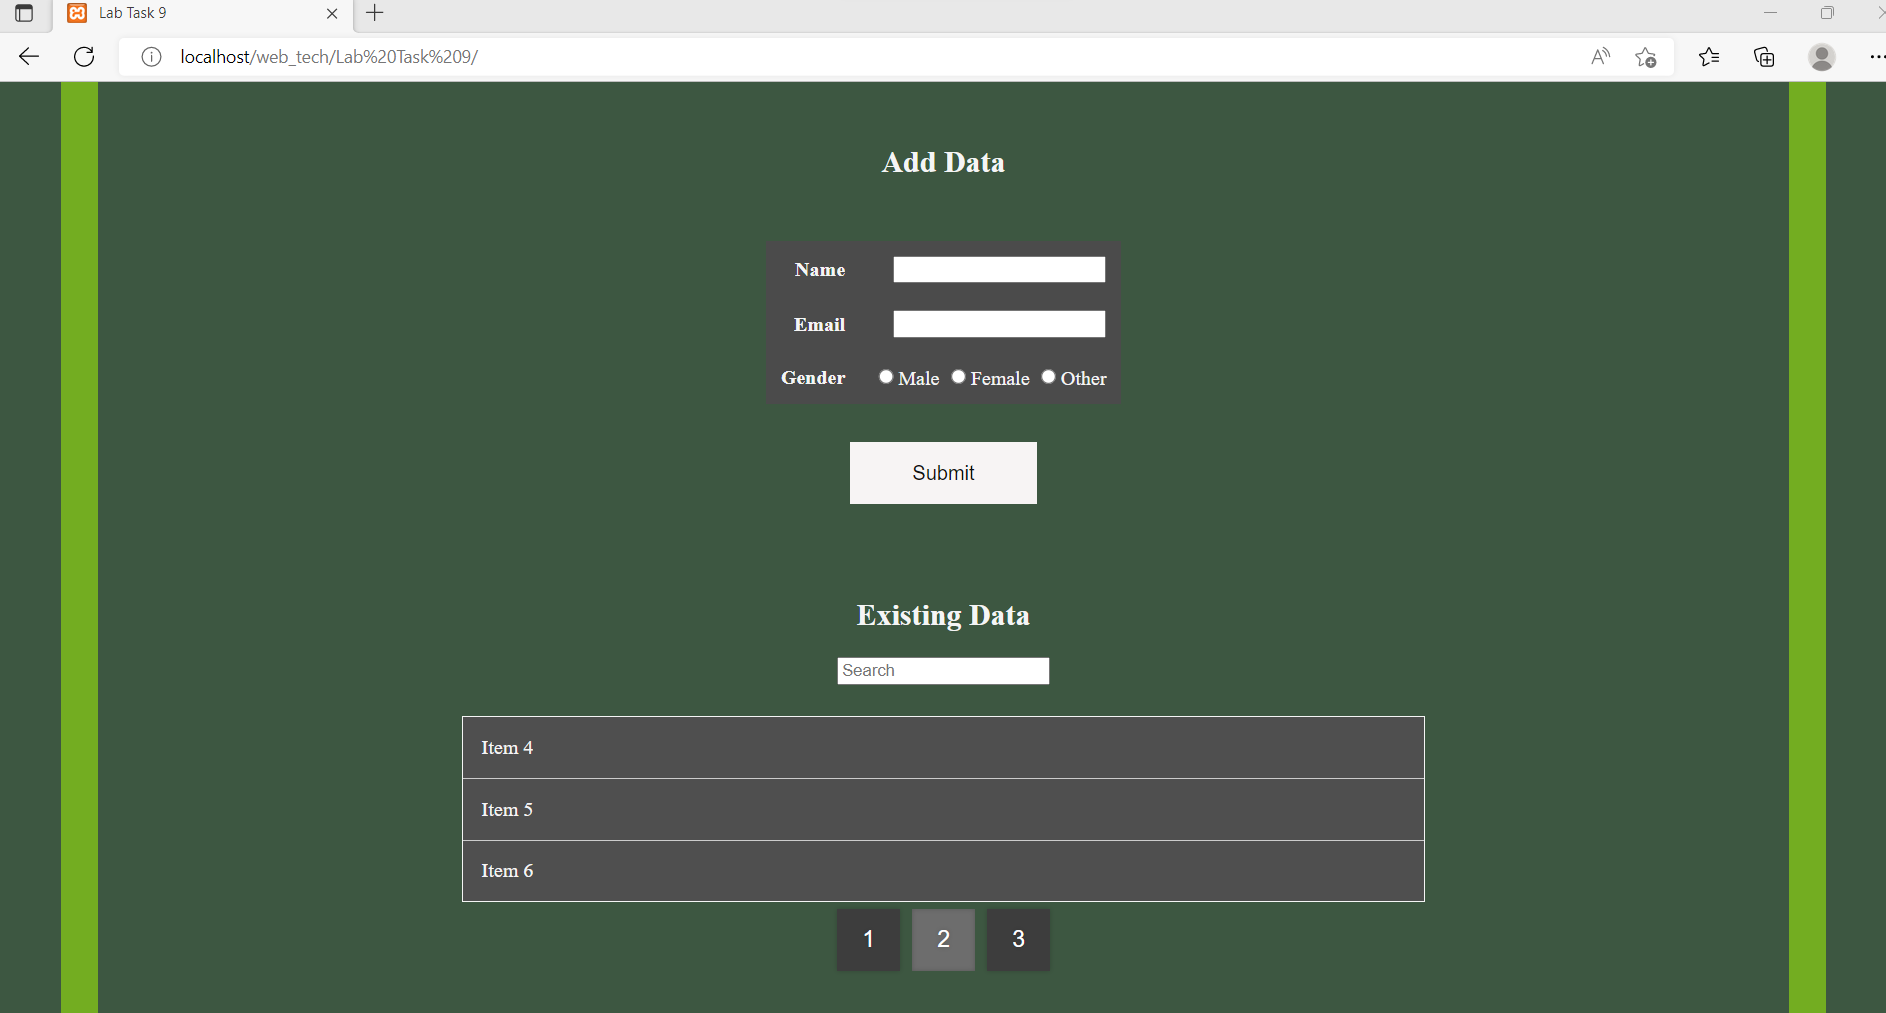 Lab Task 9
localhost/web_tech/Lab%20Task%209/
Add Data
Name
Email
Gender Male Female Other
Submit
Existing Data
Search
Item 4
Item 5
Item 6
1 2 3